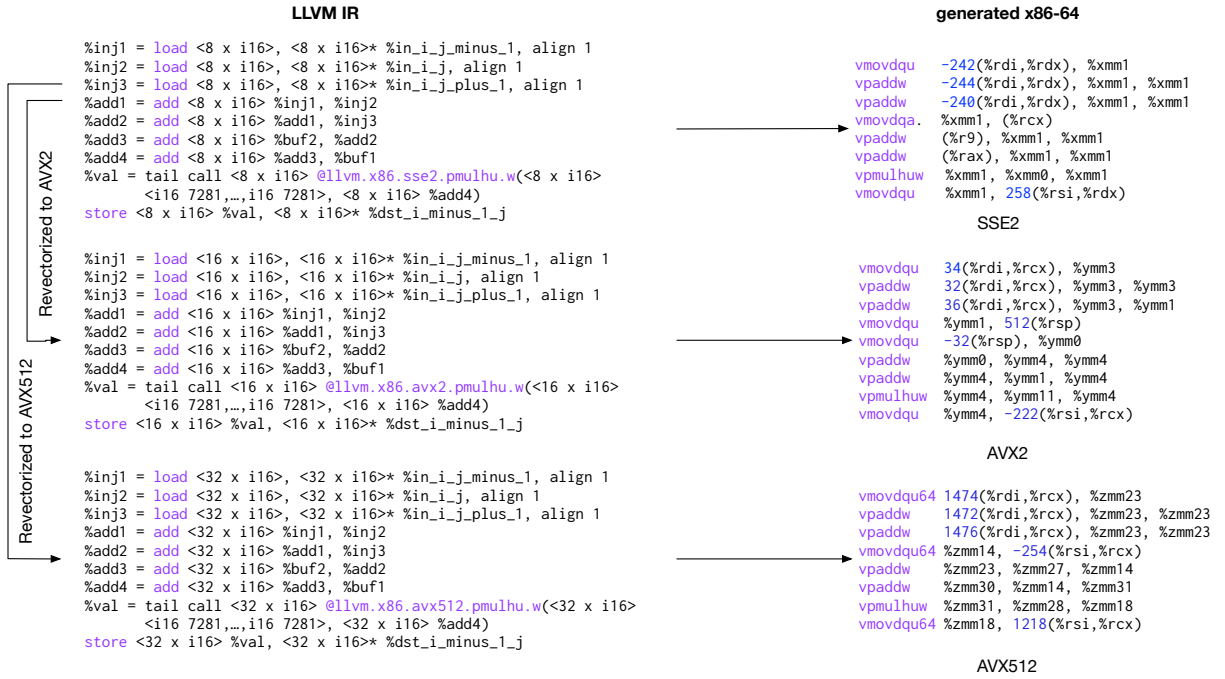 LLVM IR
generated x86-64
%inj1 = load <8 x i16>, <8 x i16>* %in_i_j_minus_1, align 1
%inj2 = load <8 x i16>, <8 x i16>* %in_i_j, align 1
%inj3 = load <8 x i16>, <8 x i16>* %in_i_j_plus_1, align 1
%add1 = add <8 x i16> %inj1, %inj2
%add2 = add <8 x i16> %add1, %inj3
%add3 = add <8 x i16> %buf2, %add2
%add4 = add <8 x i16> %add3, %buf1
%val = tail call <8 x i16> @llvm.x86.sse2.pmulhu.w(<8 x i16>
<i16 7281,…,i16 7281>, <8 x i16> %add4)
store <8 x i16> %val, <8 x i16>* %dst_i_minus_1_j
vmovdqu -242(%rdi,%rdx), %xmm1
vpaddw -244(%rdi,%rdx), %xmm1, %xmm1
vpaddw -240(%rdi,%rdx), %xmm1, %xmm1
vmovdqa. %xmm1, (%rcx)
vpaddw (%r9), %xmm1, %xmm1
vpaddw (%rax), %xmm1, %xmm1
vpmulhuw %xmm1, %xmm0, %xmm1
vmovdqu %xmm1, 258(%rsi,%rdx)
SSE2
Revectorized to AVX2
%inj1 = load <16 x i16>, <16 x i16>* %in_i_j_minus_1, align 1
%inj2 = load <16 x i16>, <16 x i16>* %in_i_j, align 1
%inj3 = load <16 x i16>, <16 x i16>* %in_i_j_plus_1, align 1
%add1 = add <16 x i16> %inj1, %inj2
%add2 = add <16 x i16> %add1, %inj3
%add3 = add <16 x i16> %buf2, %add2
%add4 = add <16 x i16> %add3, %buf1
%val = tail call <16 x i16> @llvm.x86.avx2.pmulhu.w(<16 x i16>
<i16 7281,…,i16 7281>, <16 x i16> %add4)
store <16 x i16> %val, <16 x i16>* %dst_i_minus_1_j
vmovdqu 34(%rdi,%rcx), %ymm3
vpaddw 32(%rdi,%rcx), %ymm3, %ymm3
vpaddw 36(%rdi,%rcx), %ymm3, %ymm1
vmovdqu %ymm1, 512(%rsp)
vmovdqu -32(%rsp), %ymm0
vpaddw %ymm0, %ymm4, %ymm4
vpaddw %ymm4, %ymm1, %ymm4
vpmulhuw %ymm4, %ymm11, %ymm4
vmovdqu %ymm4, -222(%rsi,%rcx)
AVX2
Revectorized to AVX512
%inj1 = load <32 x i16>, <32 x i16>* %in_i_j_minus_1, align 1
%inj2 = load <32 x i16>, <32 x i16>* %in_i_j, align 1
%inj3 = load <32 x i16>, <32 x i16>* %in_i_j_plus_1, align 1
%add1 = add <32 x i16> %inj1, %inj2
%add2 = add <32 x i16> %add1, %inj3
%add3 = add <32 x i16> %buf2, %add2
%add4 = add <32 x i16> %add3, %buf1
%val = tail call <32 x i16> @llvm.x86.avx512.pmulhu.w(<32 x i16>
<i16 7281,…,i16 7281>, <32 x i16> %add4)
store <32 x i16> %val, <32 x i16>* %dst_i_minus_1_j
vmovdqu64 1474(%rdi,%rcx), %zmm23
vpaddw 1472(%rdi,%rcx), %zmm23, %zmm23
vpaddw 1476(%rdi,%rcx), %zmm23, %zmm23
vmovdqu64 %zmm14, -254(%rsi,%rcx)
vpaddw %zmm23, %zmm27, %zmm14
vpaddw %zmm30, %zmm14, %zmm31
vpmulhuw %zmm31, %zmm28, %zmm18
vmovdqu64 %zmm18, 1218(%rsi,%rcx)
AVX512